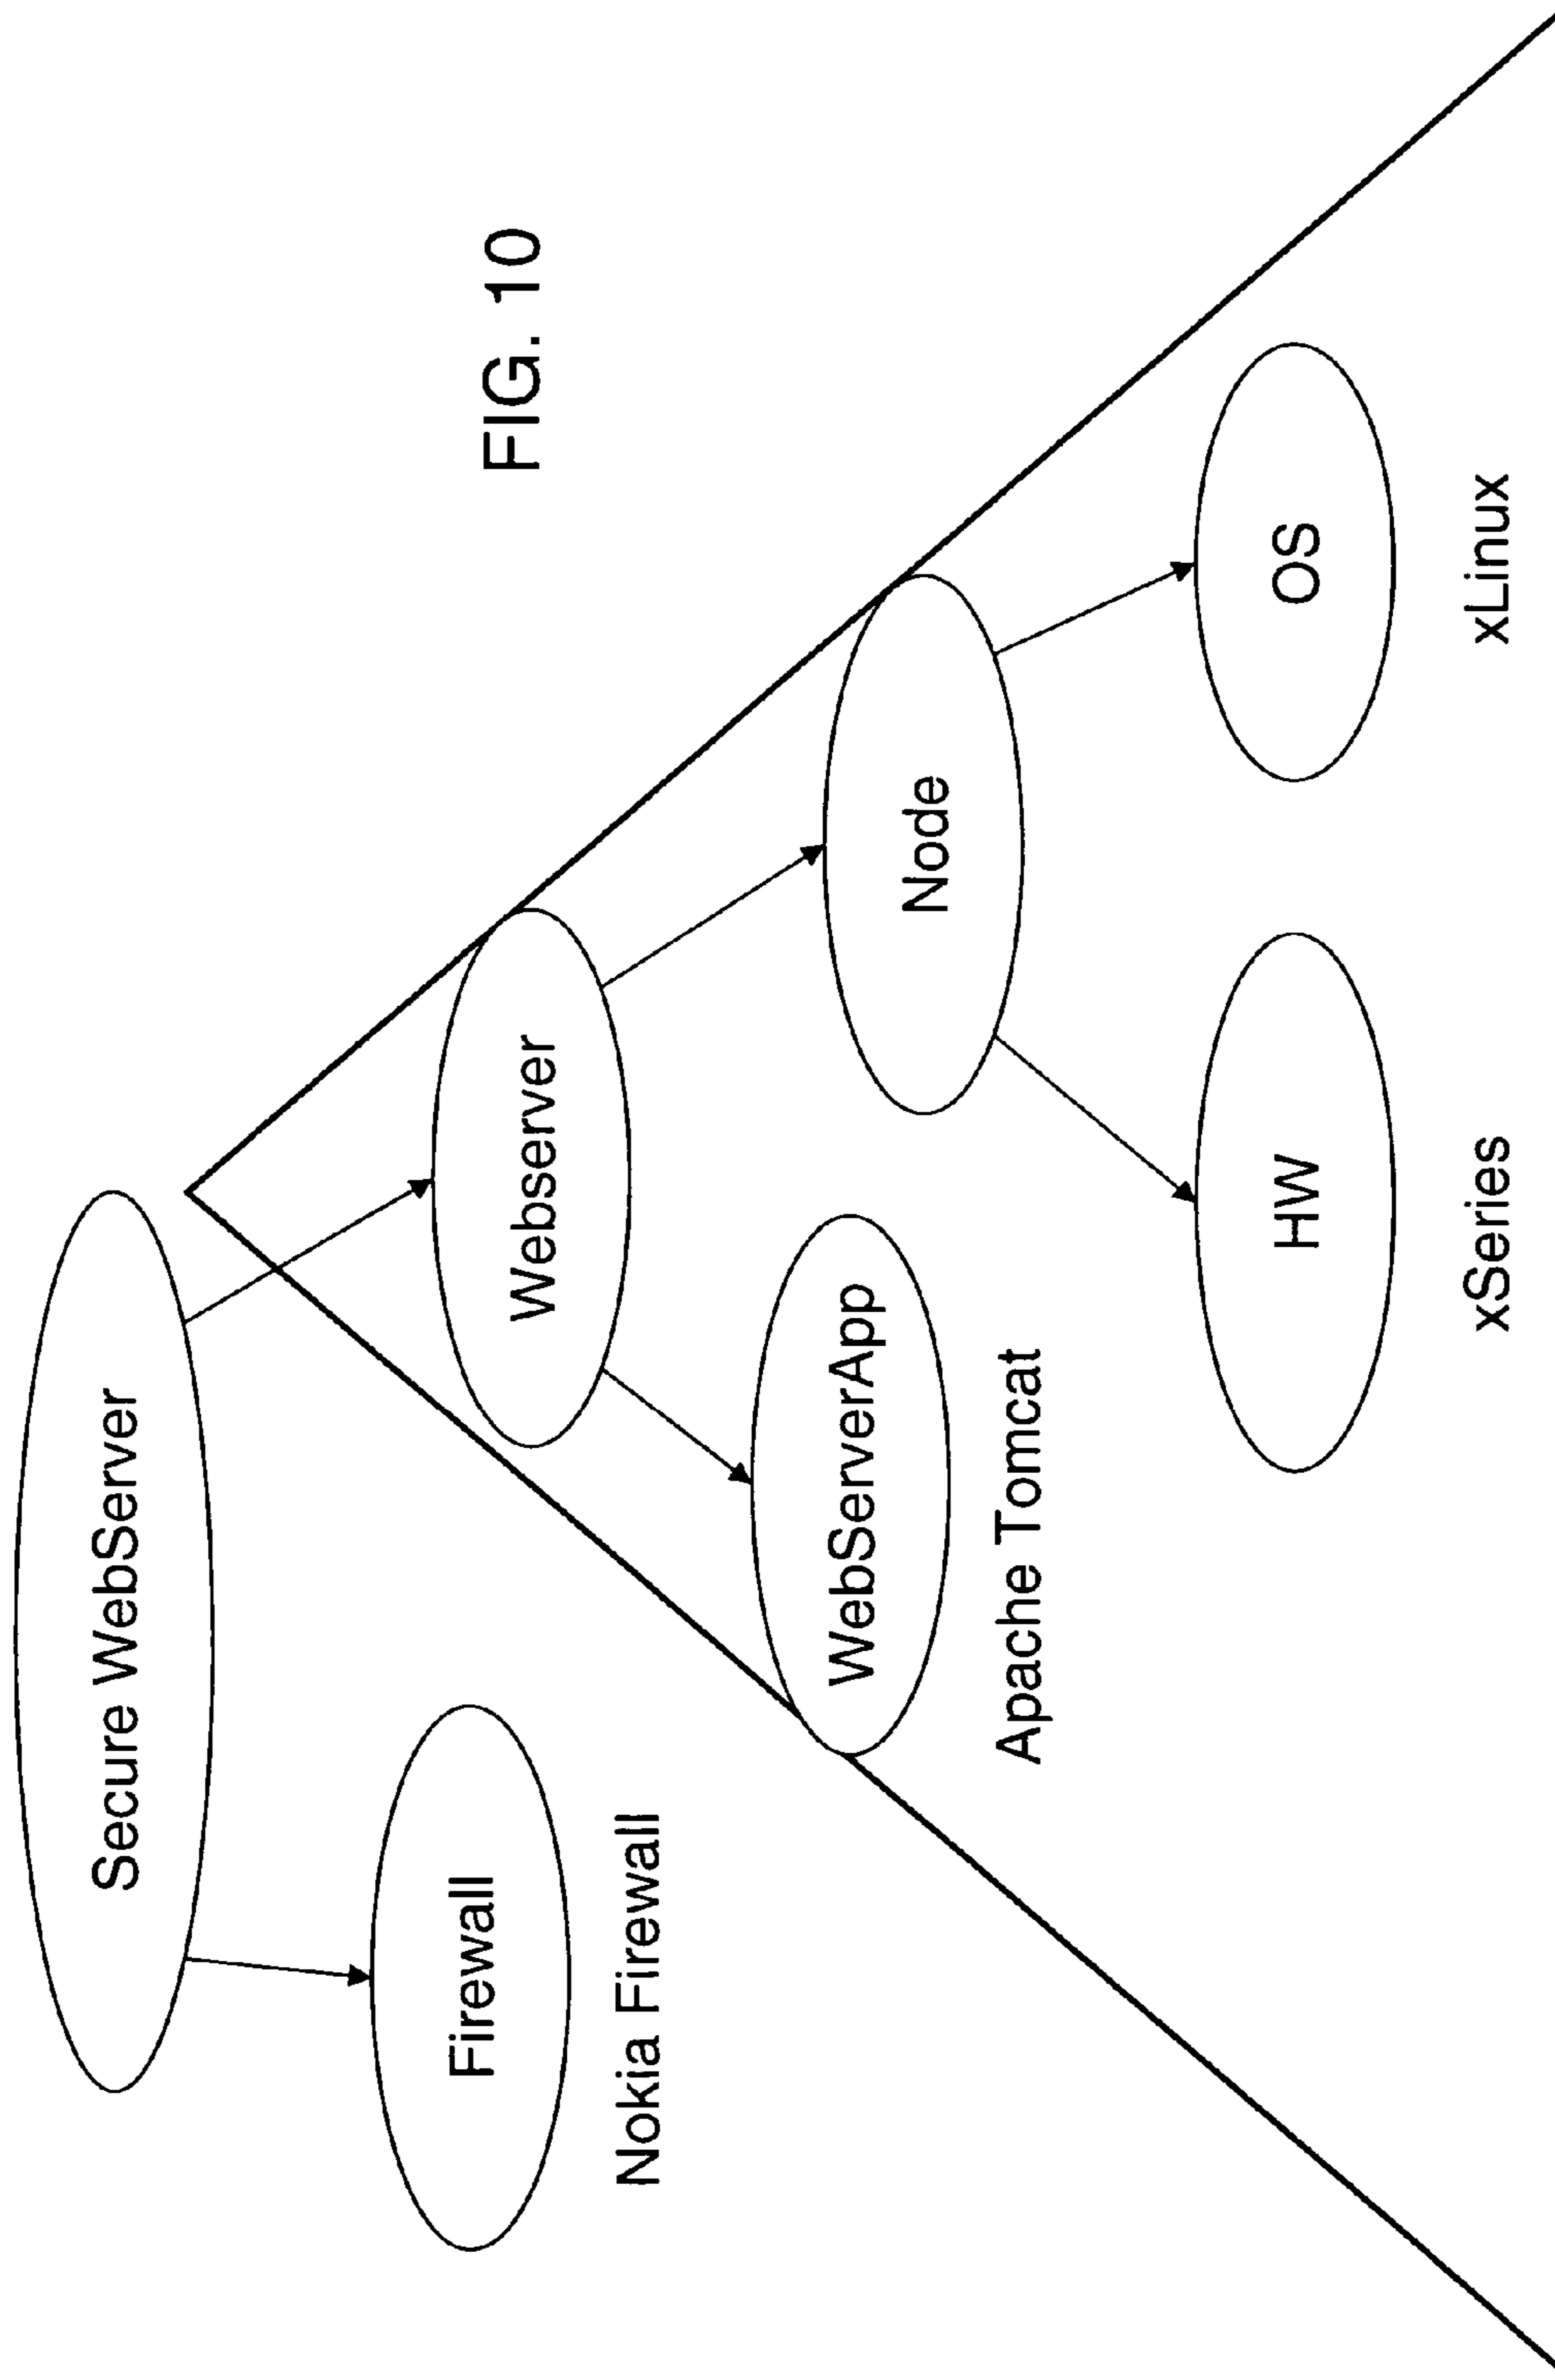 Secure WebServer
FIG. 10
Firewall
Webserver
Nokia Firewall
WebServerApp
Node
Apache Tomcat
HW
OS
xSeries
xLinux